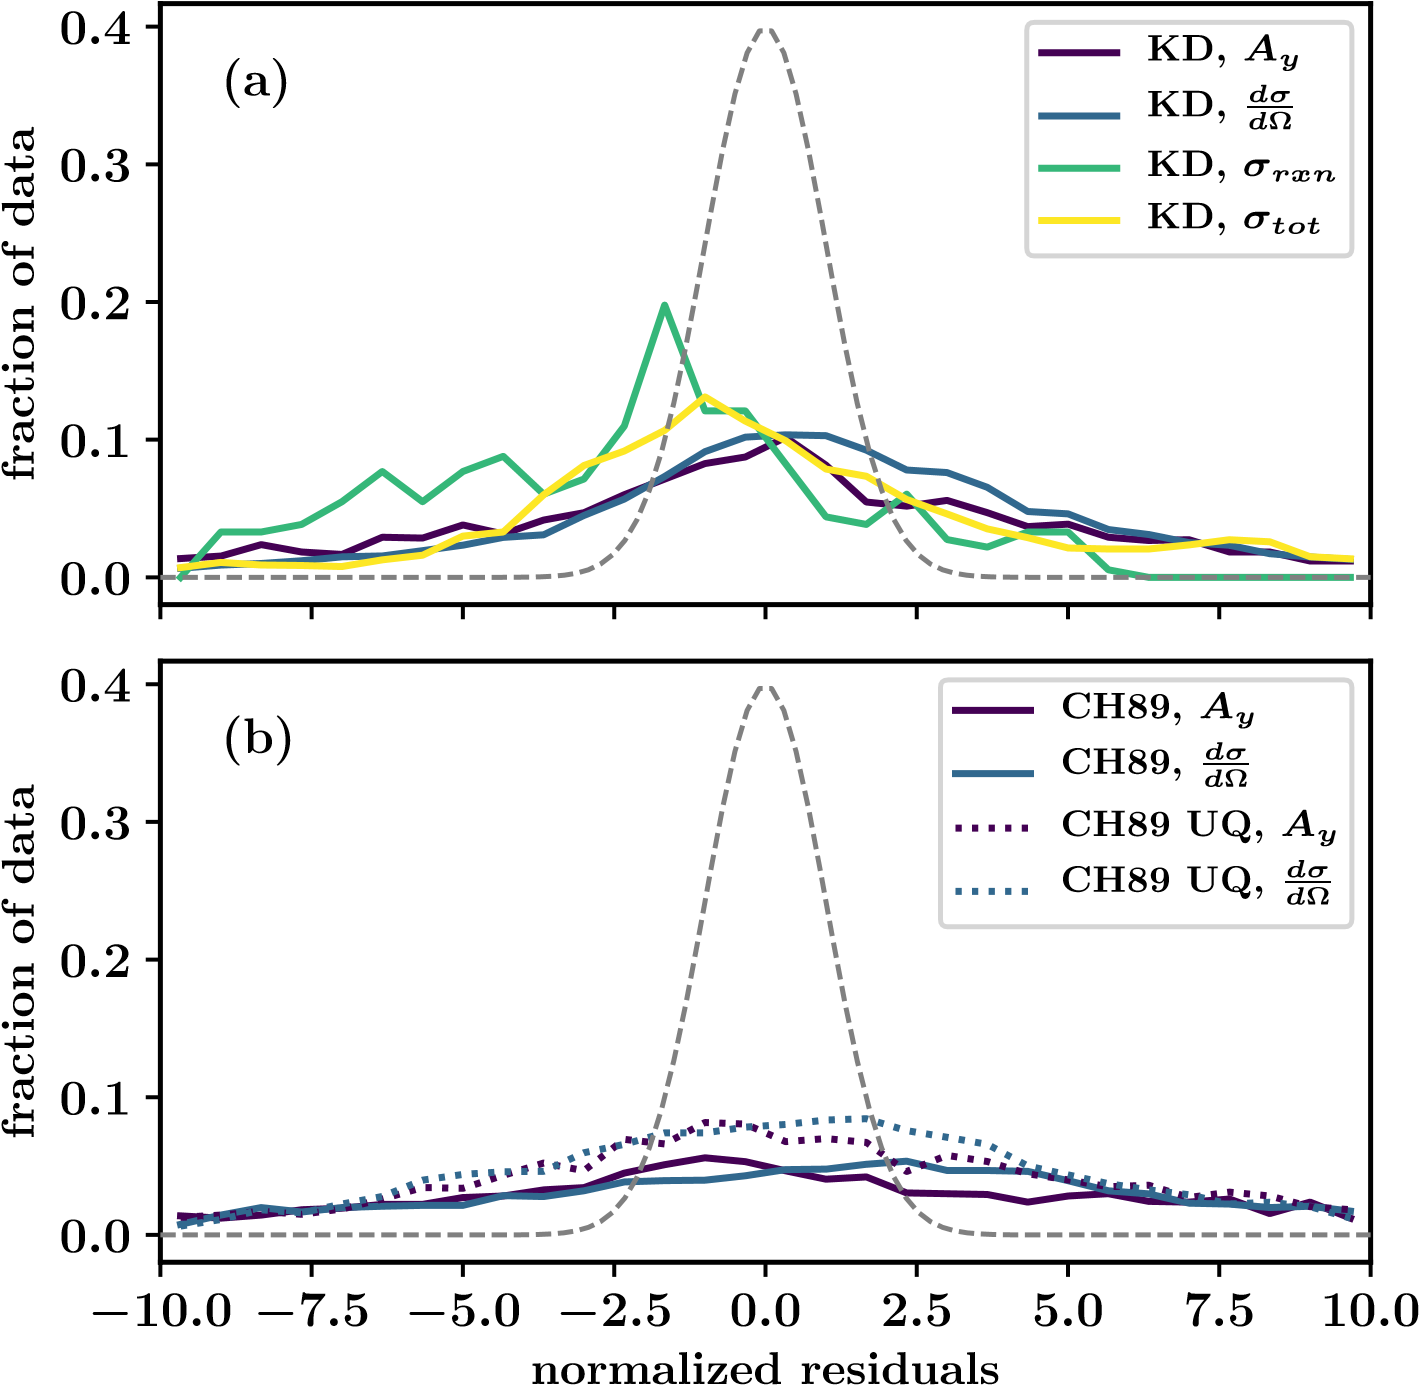 (a)
KD, A_y
KD, dσ/dΩ
KD, σ_rxn
KD, σ_tot
0.4
0.3
0.2
0.1
0.0
fraction of data
(b)
CH89, A_y
CH89, dσ/dΩ
CH89 UQ, A_y
CH89 UQ, dσ/dΩ
0.4
0.3
0.2
0.1
0.0
fraction of data
−10.0 −7.5 −5.0 −2.5 0.0 2.5 5.0 7.5 10.0
normalized residuals